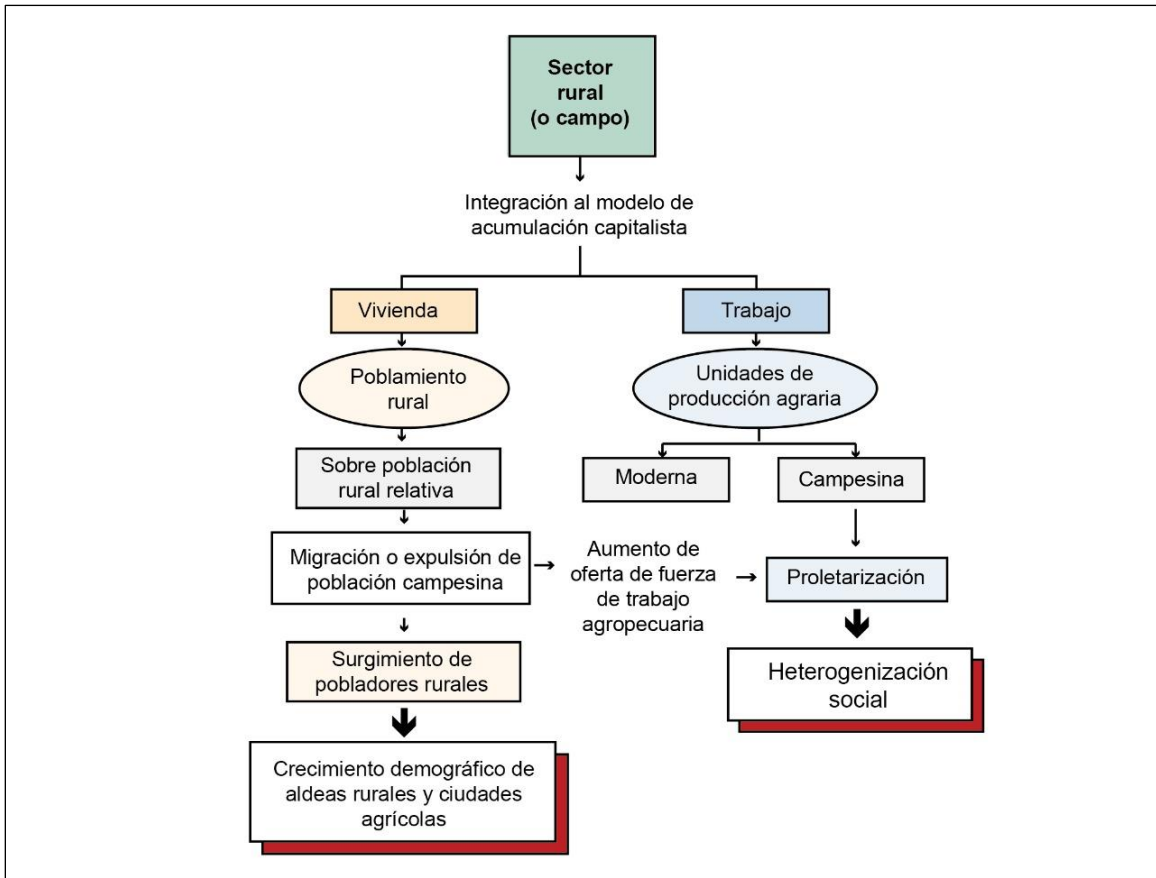 Sector
rural
(o campo)
Integración al modelo de
acumulación capitalista
Vivienda
Trabajo
Poblamiento
rural
Unidades de
producción agraria
Sobre población
rural relativa
Moderna
Campesina
Migración o expulsión de
población campesina
Aumento de
oferta de fuerza
de trabajo
agropecuaria
Proletarización
Surgimiento de
pobladores rurales
Heterogenización
social
Crecimiento demográfico de
aldeas rurales y ciudades
agrícolas